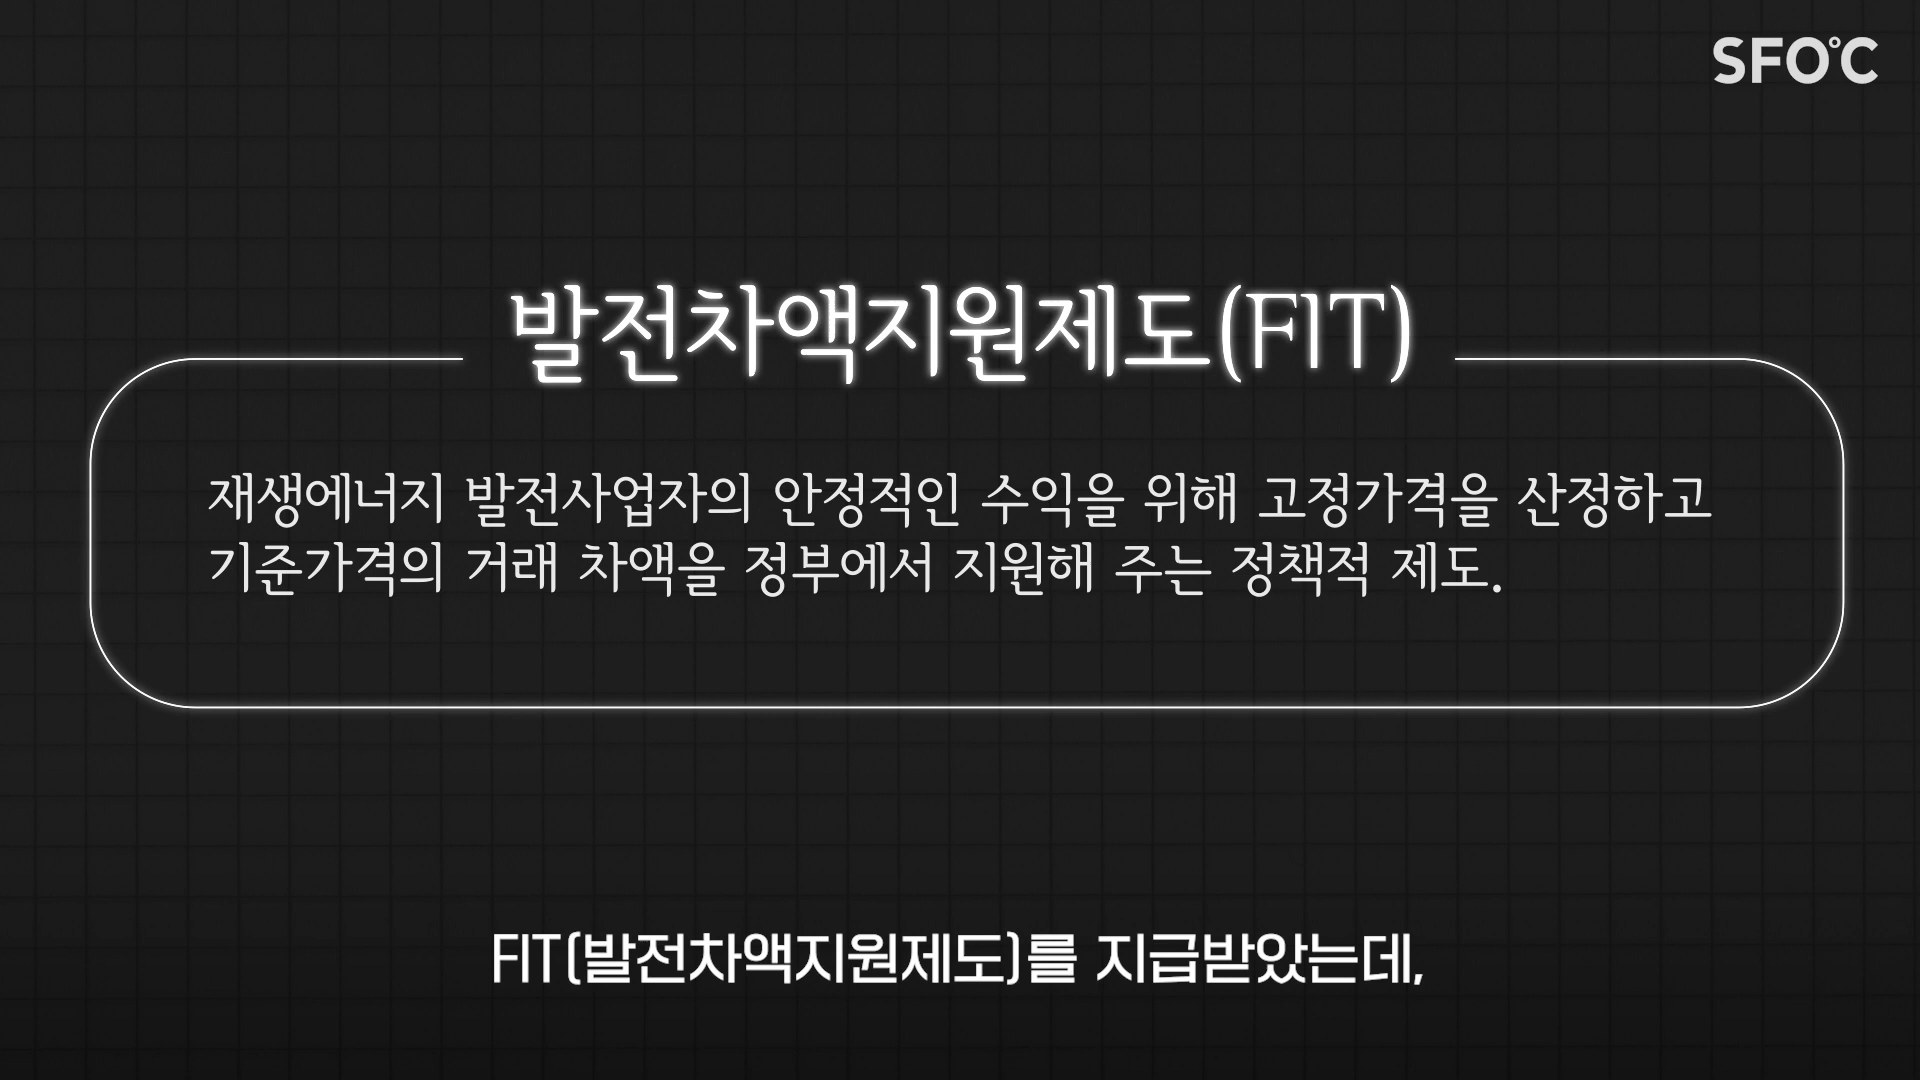 SFO°C
발전차액지원제도(FIT)
재생에너지 발전사업자의 안정적인 수익을 위해 고정가격을 산정하고
기준가격의 거래 차액을 정부에서 지원해 주는 정책적 제도.
FIT(발전차액지원제도)를 지급받았는데,